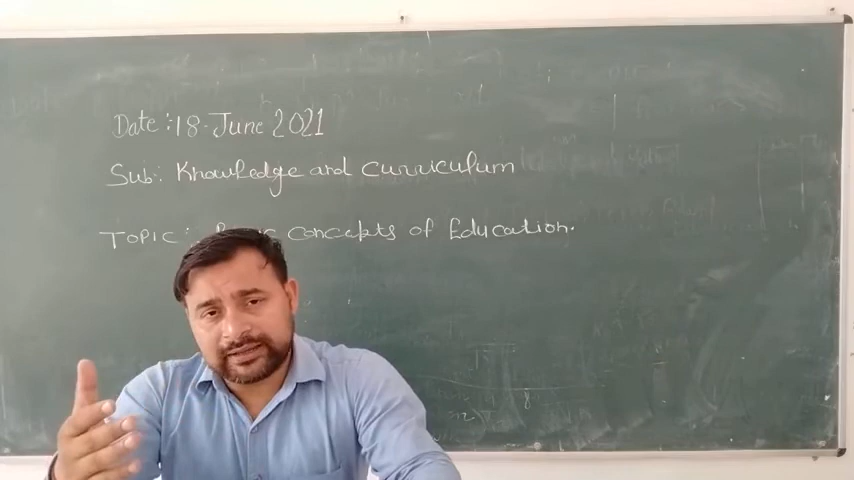 Date :- 18-June 2021
Sub:- Knowledge and curriculum
TOPIC :- concepts of Education.